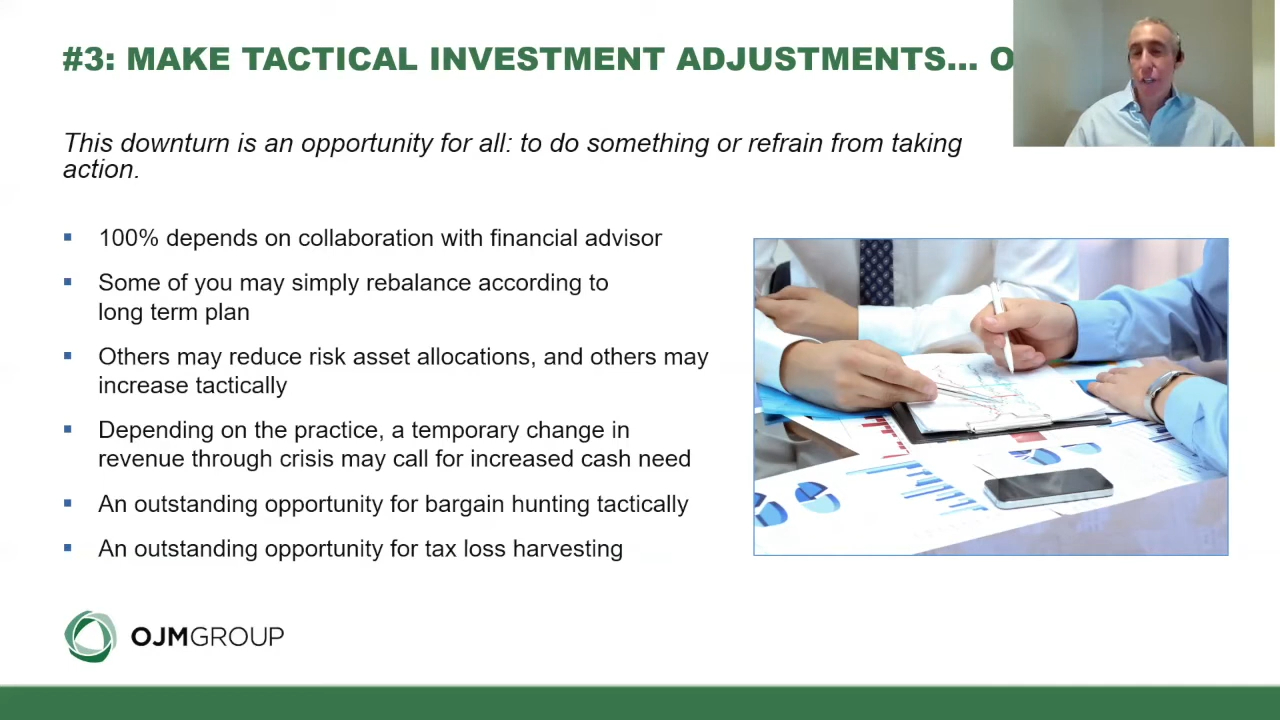 #3: MAKE TACTICAL INVESTMENT ADJUSTMENTS... O
This downturn is an opportunity for all: to do something or refrain from taking
action.
100% depends on collaboration with financial advisor
Some of you may simply rebalance according to
long term plan
Others may reduce risk asset allocations, and others may
increase tactically
Depending on the practice, a temporary change in
revenue through crisis may call for increased cash need
An outstanding opportunity for bargain hunting tactically
An outstanding opportunity for tax loss harvesting
OJMGROUP